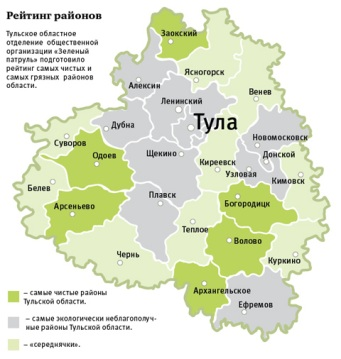 Рейтинг районов
Тульское областное
отделение общественной
организации «Зеленый
патруль» подготовило
рейтинг самых чистых и
самых грязных районов
области.
Заокский
Ясногорск
Алексин
Венев
Ленинский
Тула
Дубна
Новомосковск
Суворов
Щекино
Донской
Одоев
Киреевск
Узловая
Кимовск
Белев
Плавск
Богородицк
Арсеньево
Теплое
Волово
Чернь
Куркино
Архангельское
Ефремов
– самые чистые районы
Тульской области.
– самые экологически неблагополуч-
ные районы Тульской области.
– «середнячки».